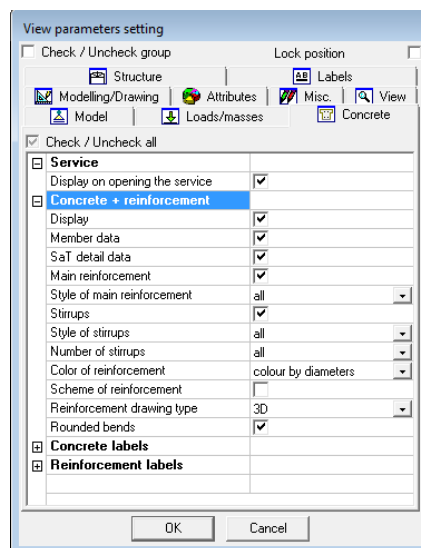 View parameters setting
Check / Uncheck group Lock position
Structure Labels
Modelling/Drawing Attributes Misc. View
Model Loads/masses Concrete
Check / Uncheck all
Service
Display on opening the service
Concrete + reinforcement
Display
Member data
SaT detail data
Main reinforcement
Style of main reinforcement all
Stirrups
Style of stirrups all
Number of stirrups all
Color of reinforcement colour by diameters
Scheme of reinforcement
Reinforcement drawing type 3D
Rounded bends
Concrete labels
Reinforcement labels
OK Cancel